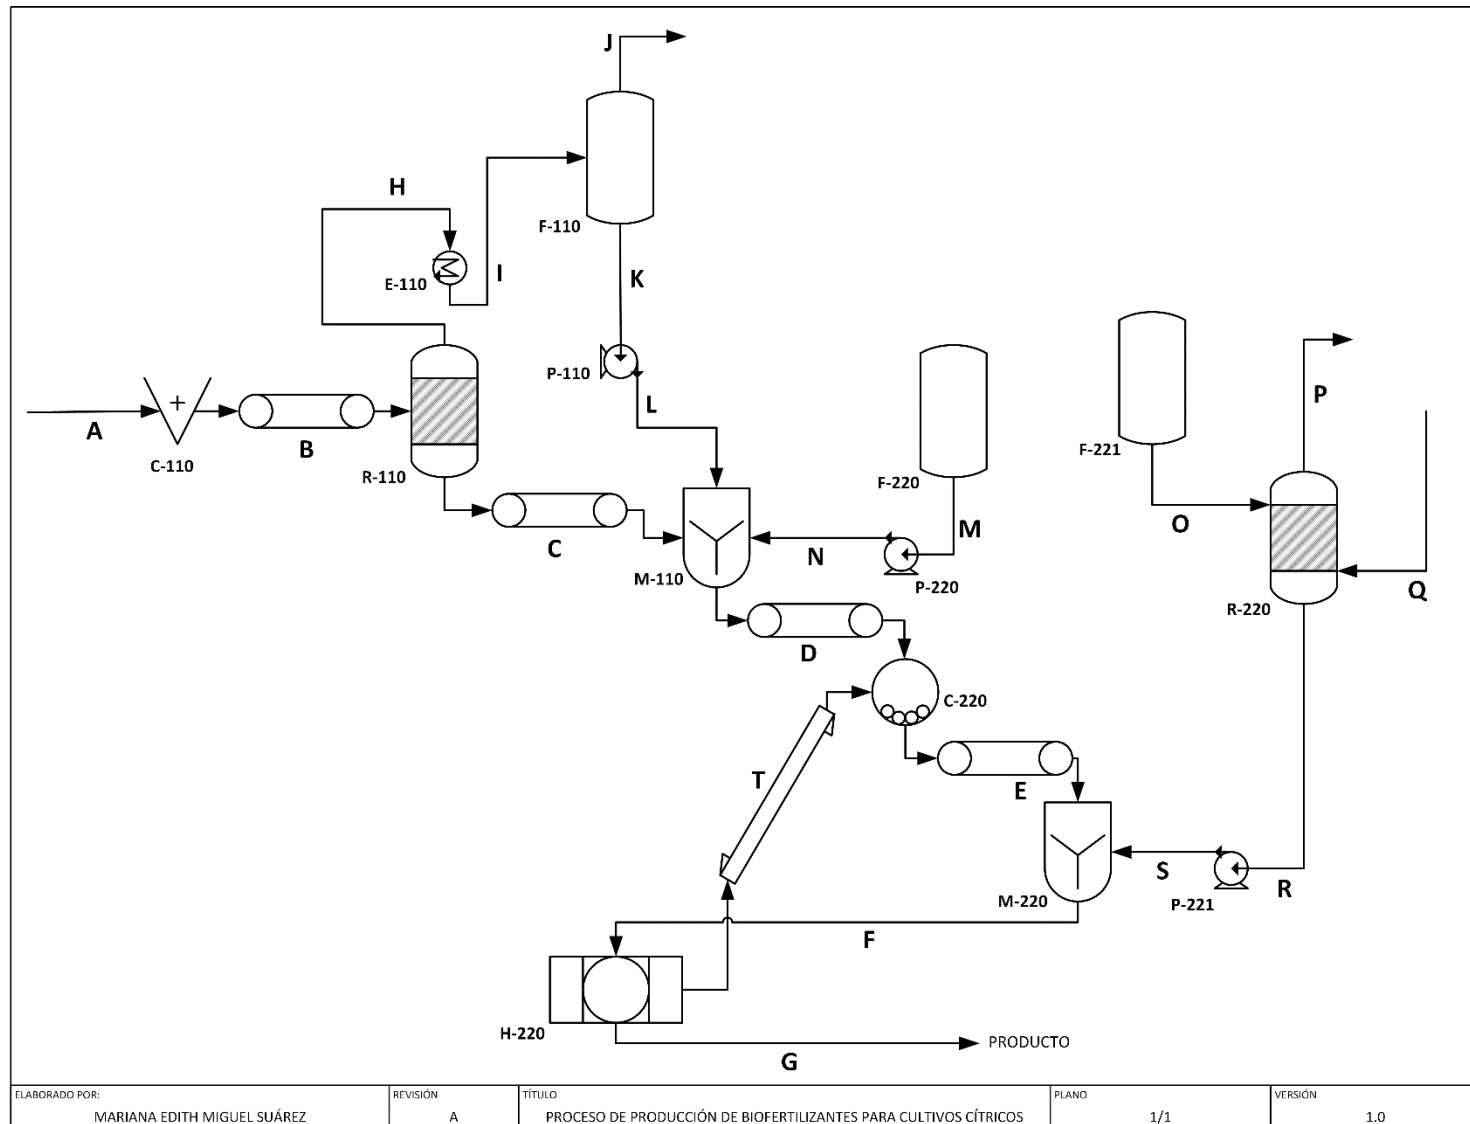 J
H
F-110
I
K
E-110
P-110
L
A
B
C-110
R-110
C
M-110
F-220
M
N
P-220
F-221
O
P
Q
R-220
D
C-220
T
E
M-220
S
P-221
R
F
H-220
G
PRODUCTO
ELABORADO POR:
MARIANA EDITH MIGUEL SUÁREZ
REVISIÓN
A
TÍTULO
PROCESO DE PRODUCCIÓN DE BIOFERTILIZANTES PARA CULTIVOS CÍTRICOS
PLANO
1/1
VERSIÓN
1.0